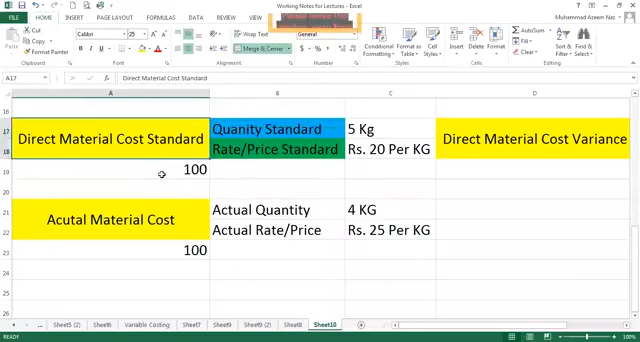 Working Notes for Lectures - Excel
Muhammad Azeem Naz
FILE HOME INSERT PAGE LAYOUT FORMULAS DATA REVIEW VIEW
Cut
Copy
Format Painter
Paste
Clipboard
Calibri
Font
Wrap Text
Merge & Center
Alignment
General
Number
Conditional Formatting
Format as Table
Cell Styles
Styles
Insert Delete Format
Cells
AutoSum
Fill
Clear
Sort & Filter
Find & Select
Editing
A17 Direct Material Cost Standard
A B C D
16
17 Direct Material Cost Standard Quanity Standard 5 Kg Direct Material Cost Variance
18 Rate/Price Standard Rs. 20 Per KG
19 100
20
21 Acutal Material Cost Actual Quantity 4 KG
22 Actual Rate/Price Rs. 25 Per KG
23 100
25
26
... Sheet5 (2) Sheet6 Variable Costing Sheet7 Sheet9 Sheet9 (2) Sheet8 Sheet10
READY 100%